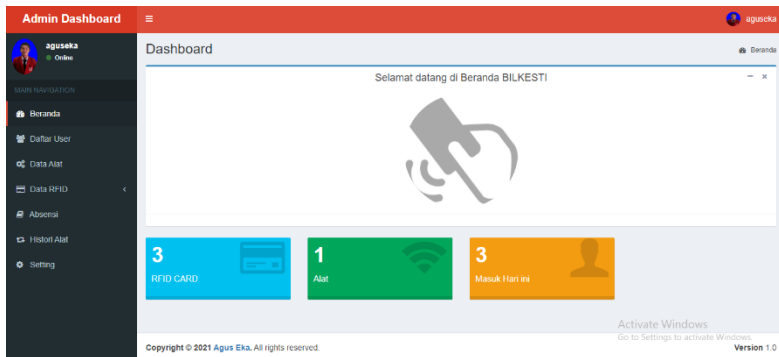 Admin Dashboard
aguseka
aguseka
Online
Dashboard
Beranda
MAIN NAVIGATION
Beranda
Daftar User
Data Alat
Data RFID
Absensi
Histori Alat
Setting
Selamat datang di Beranda BILKESTI
3
RFID CARD
1
Alat
3
Masuk Hari ini
Activate Windows
Go to Settings to activate Windows.
Copyright © 2021 Agus Eka. All rights reserved.
Version 1.0